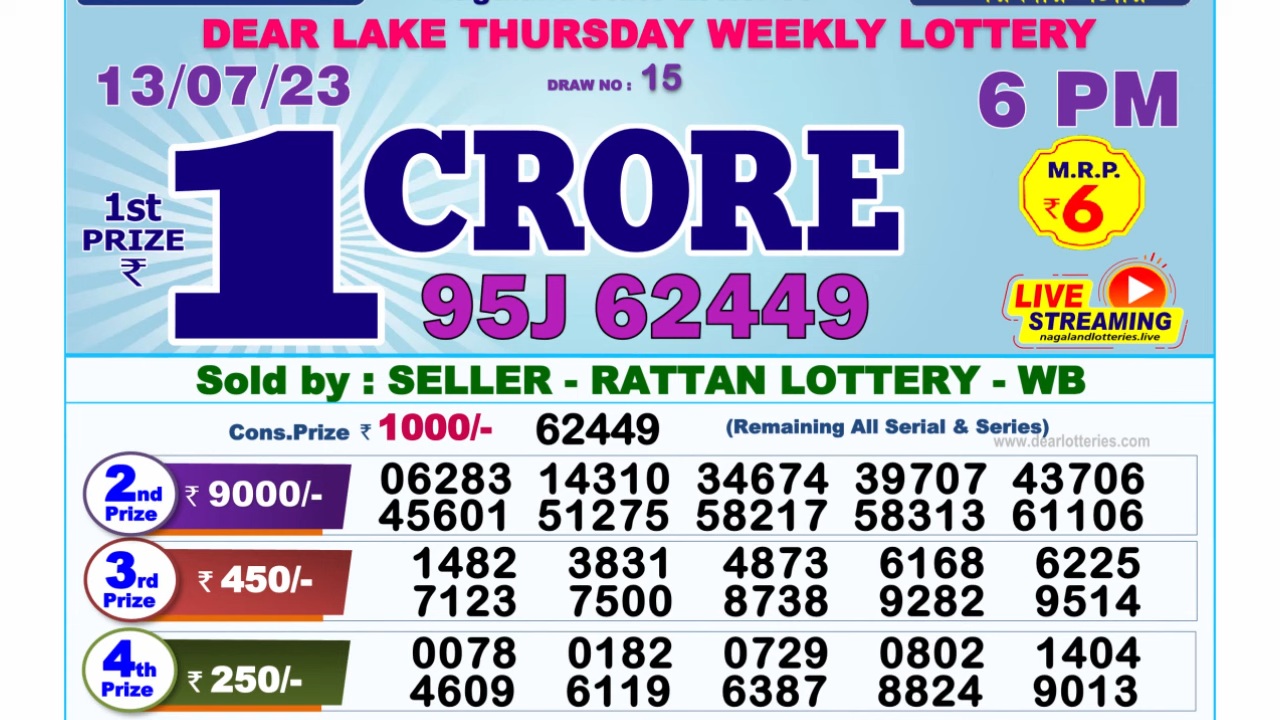 DEAR LAKE THURSDAY WEEKLY LOTTERY
13/07/23
DRAW NO : 15
6 PM
1st
PRIZE
₹
1 CRORE
M.R.P.
₹6
95J 62449
LIVE
STREAMING
nagalandlotteries.live
Sold by : SELLER - RATTAN LOTTERY - WB
Cons.Prize ₹ 1000/- 62449 (Remaining All Serial & Series)
www.dearlotteries.com
2nd Prize ₹ 9000/-
06283 14310 34674 39707 43706
45601 51275 58217 58313 61106
3rd Prize ₹ 450/-
1482 3831 4873 6168 6225
7123 7500 8738 9282 9514
4th Prize ₹ 250/-
0078 0182 0729 0802 1404
4609 6119 6387 8824 9013